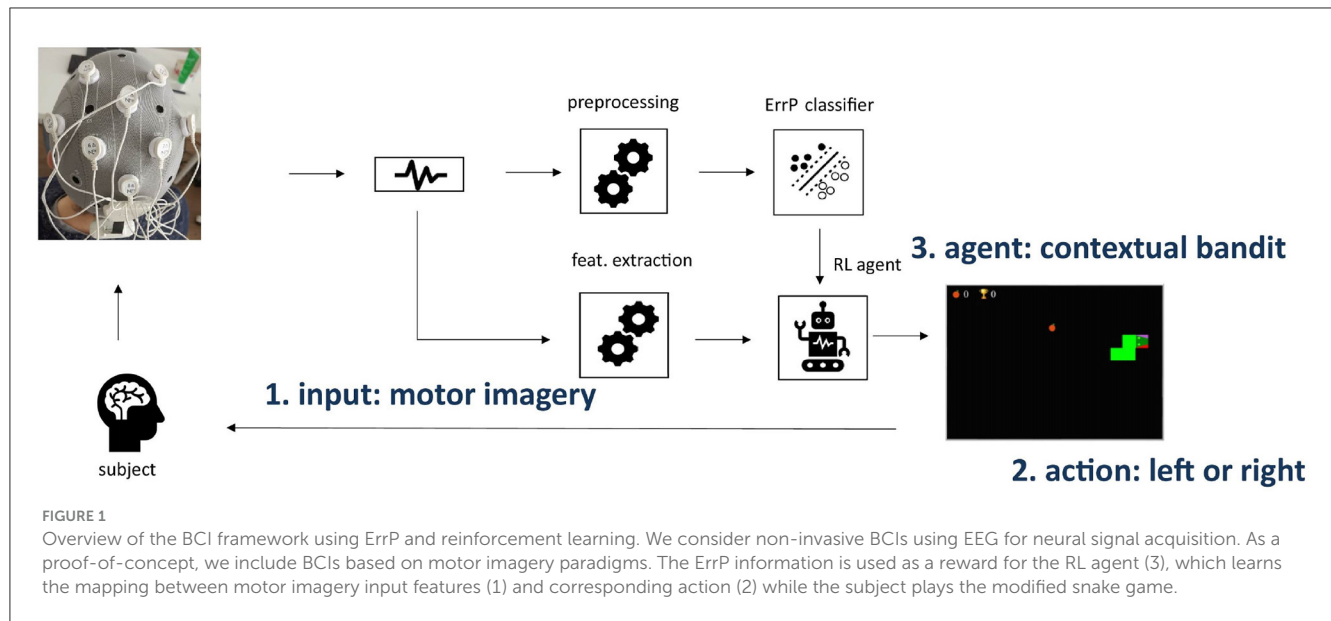 preprocessing
ErrP classifier
feat. extraction
RL agent
3. agent: contextual bandit
0 0
1. input: motor imagery
subject
2. action: left or right
FIGURE 1
Overview of the BCI framework using ErrP and reinforcement learning. We consider non-invasive BCIs using EEG for neural signal acquisition. As a
proof-of-concept, we include BCIs based on motor imagery paradigms. The ErrP information is used as a reward for the RL agent (3), which learns
the mapping between motor imagery input features (1) and corresponding action (2) while the subject plays the modified snake game.